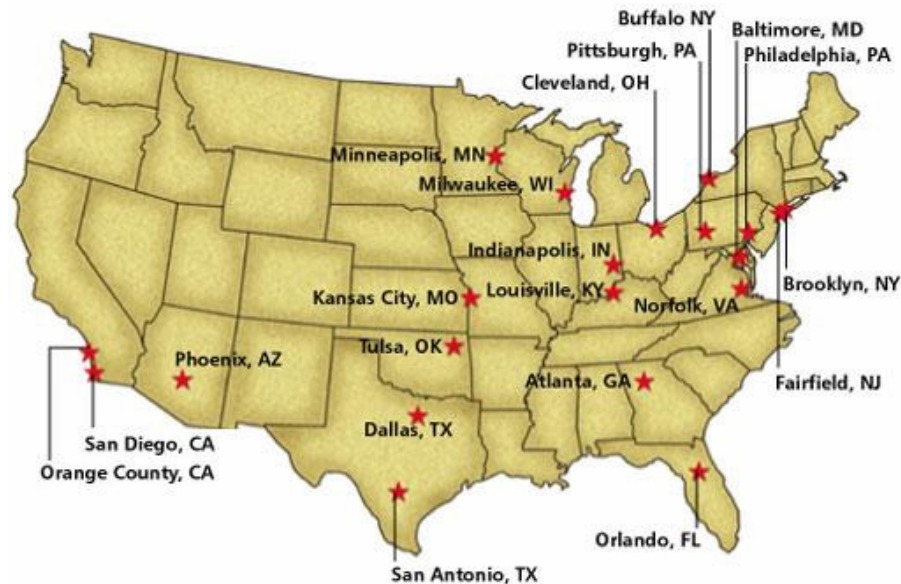 Buffalo NY
Baltimore, MD
Pittsburgh, PA
Philadelphia, PA
Cleveland, OH
Minneapolis, MN
Milwaukee, WI
Indianapolis, IN
Brooklyn, NY
Louisville, KY
Kansas City, MO
Norfolk, VA
Tulsa, OK
Phoenix, AZ
Atlanta, GA
Fairfield, NJ
Dallas, TX
San Diego, CA
Orange County, CA
Orlando, FL
San Antonio, TX